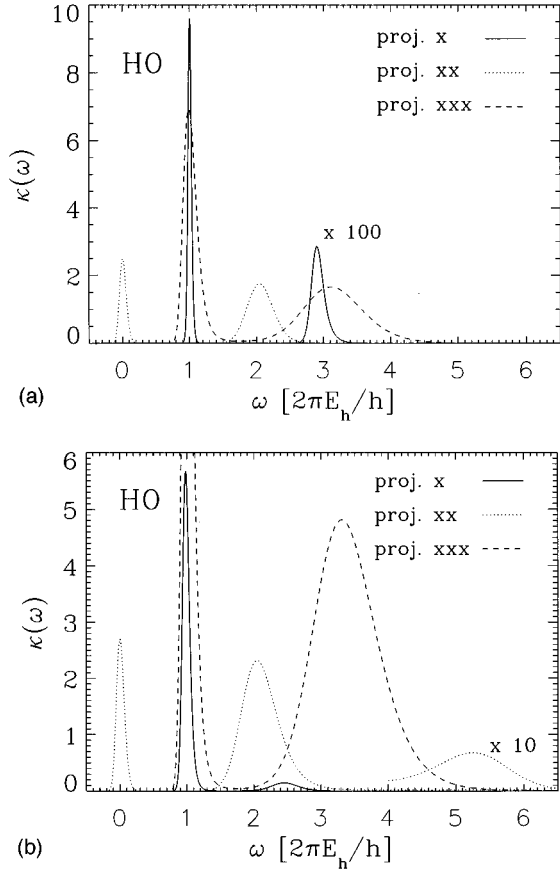 10
8
6
4
2
0
κ(ω)
HO
proj. x
proj. xx
proj. xxx
x 100
0 1 2 3 4 5 6
ω [2πE_h/h]
(a)
6
5
4
3
2
1
0
κ(ω)
HO
proj. x
proj. xx
proj. xxx
x 10
0 1 2 3 4 5 6
ω [2πE_h/h]
(b)